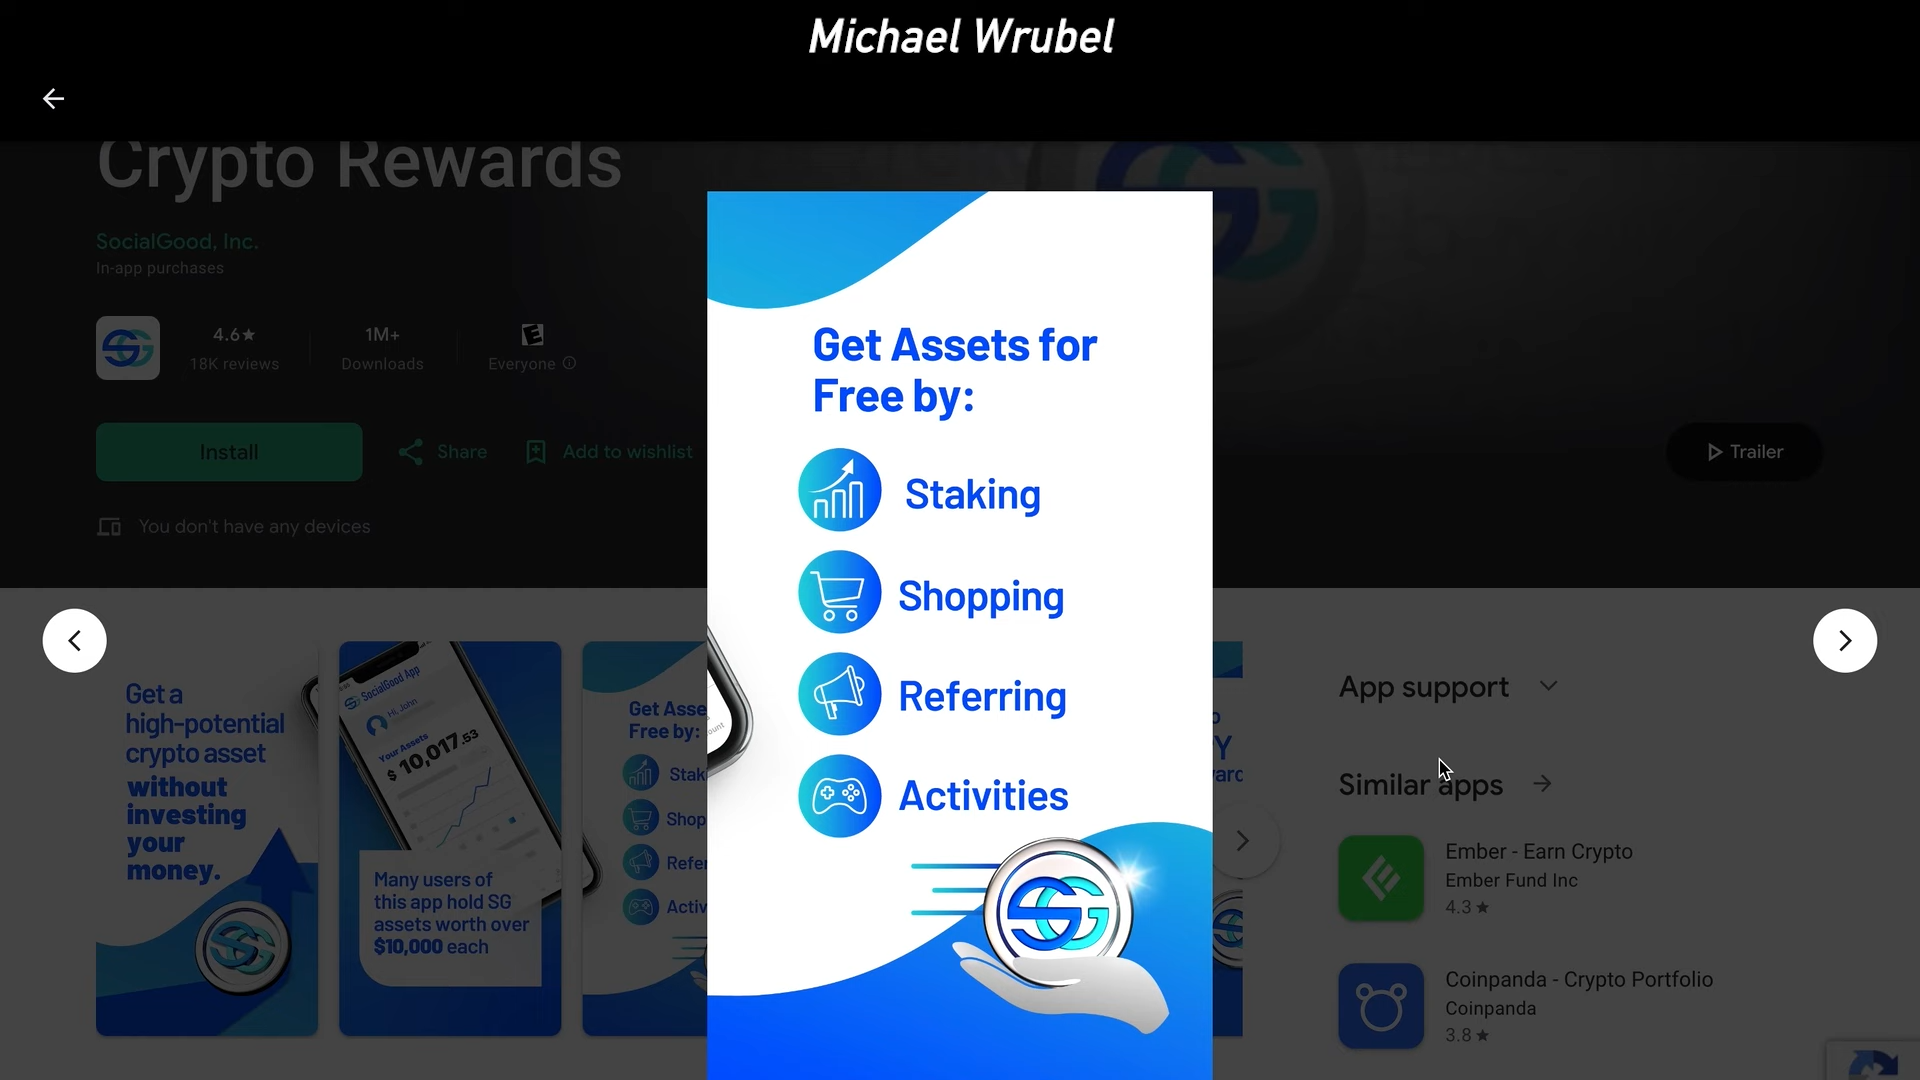 Michael Wrubel
Crypto Rewards
SocialGood, Inc.
In-app purchases
4.6★
18K reviews
1M+
Downloads
E
Everyone
Install
Share
Add to wishlist
Trailer
You don't have any devices
Get Assets for
Free by:
Staking
Shopping
Referring
Activities
SG
Get a
high-potential
crypto asset
without
investing
your
money.
SocialGood App
Hi, John
Your Assets
$ 10,017.53
Many users of
this app hold SG
assets worth over
$10,000 each
Get Asse
Free by:
Stak
Shop
Refer
Activ
App support
Similar apps
Ember - Earn Crypto
Ember Fund Inc
4.3★
Coinpanda - Crypto Portfolio
Coinpanda
3.8★